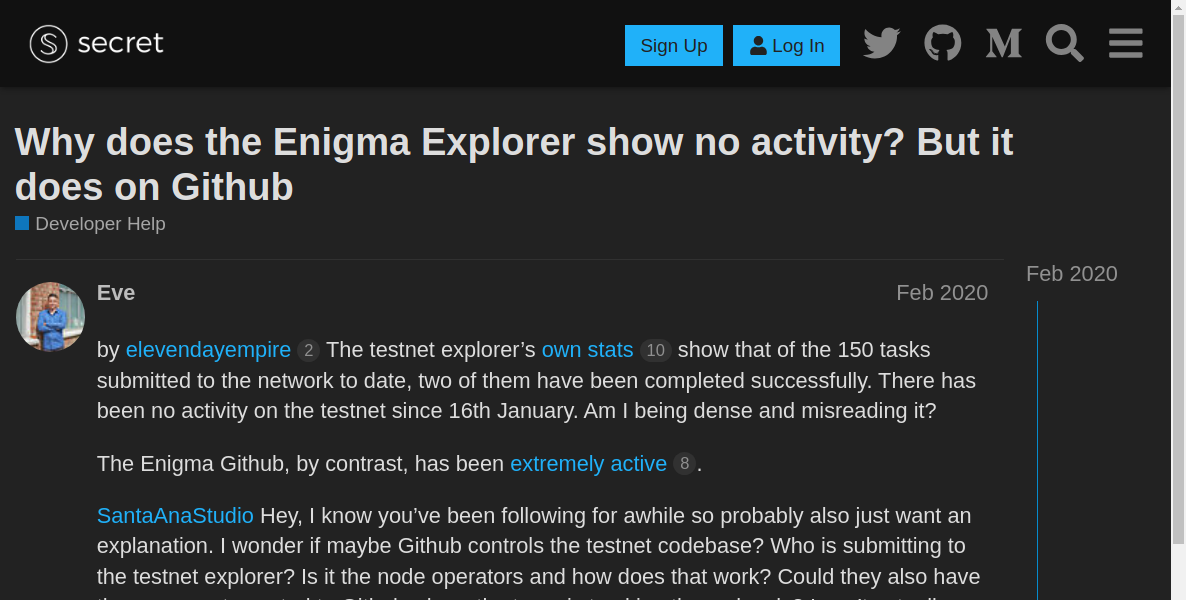 secret
Sign Up
Log In
Why does the Enigma Explorer show no activity? But it
does on Github
Developer Help
Feb 2020
Eve
Feb 2020
by elevendayempire 2 The testnet explorer’s own stats 10 show that of the 150 tasks
submitted to the network to date, two of them have been completed successfully. There has
been no activity on the testnet since 16th January. Am I being dense and misreading it?
The Enigma Github, by contrast, has been extremely active 8 .
SantaAnaStudio Hey, I know you’ve been following for awhile so probably also just want an
explanation. I wonder if maybe Github controls the testnet codebase? Who is submitting to
the testnet explorer? Is it the node operators and how does that work? Could they also have